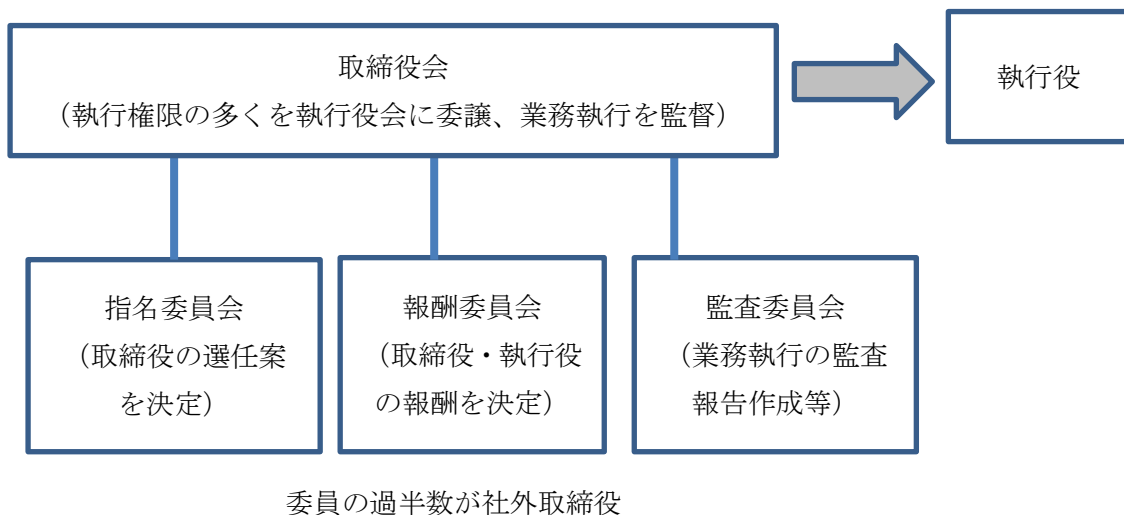 取締役会
（執行権限の多くを執行役会に委譲、業務執行を監督）
執行役
指名委員会
（取締役の選任案
を決定）
報酬委員会
（取締役・執行役
の報酬を決定）
監査委員会
（業務執行の監査
報告作成等）
委員の過半数が社外取締役